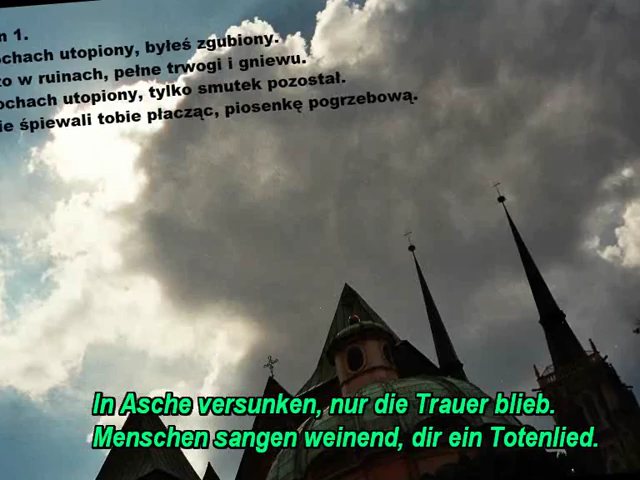 n 1.
ochach utopiony, byłeś zgubiony.
to w ruinach, pełne trwogi i gniewu.
ochach utopiony, tylko smutek pozostał.
ie śpiewali tobie płacząc, piosenkę pogrzebową.
In Asche versunken, nur die Trauer blieb.
Menschen sangen weinend, dir ein Totenlied.